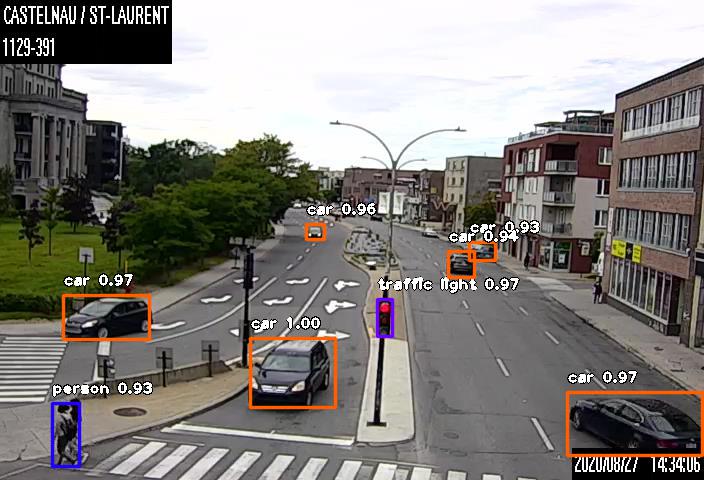 CASTELNAU / ST-LAURENT
1129-391
car 0.96
car 0.93
car 0.94
car 0.97
traffic light 0.97
car 1.00
car 0.97
person 0.93
2020/08/27 14:34:06